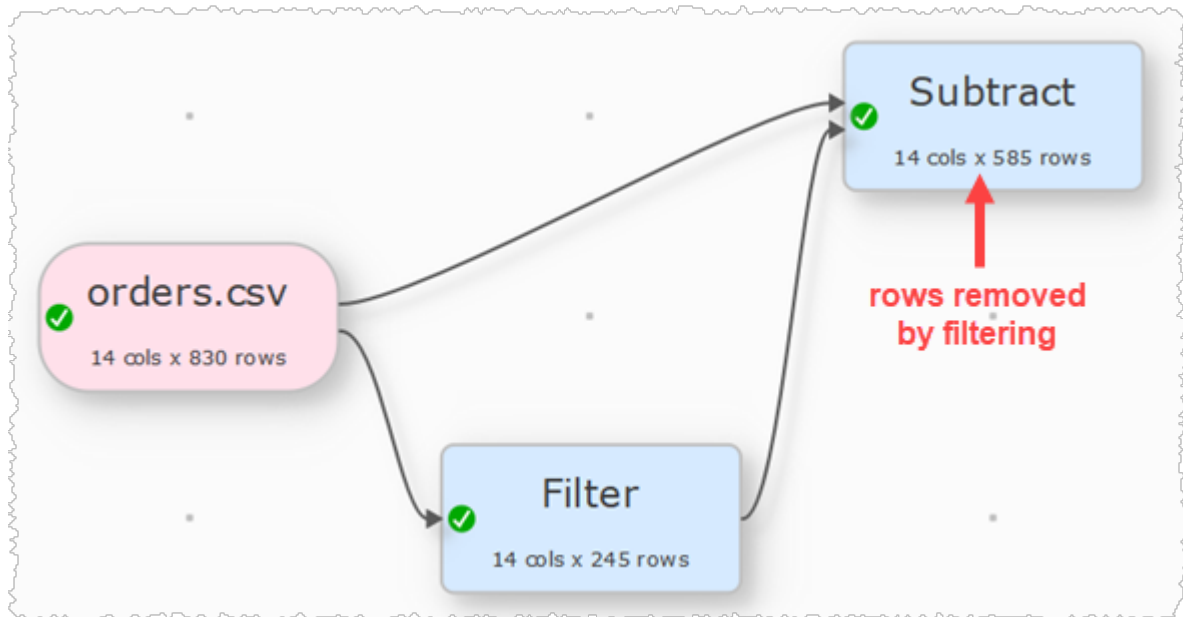 Subtract
14 cols x 585 rows
rows removed
by filtering
orders.csv
14 cols x 830 rows
Filter
14 cols x 245 rows